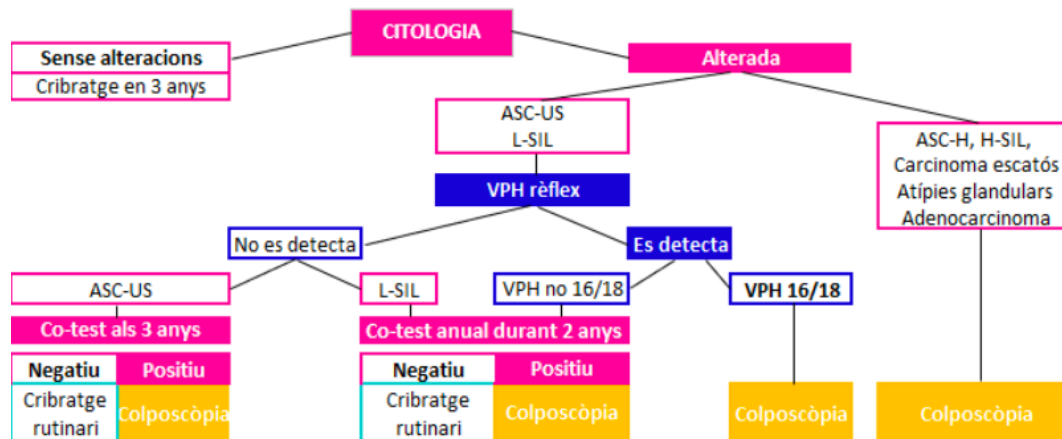 CITOLOGIA
Sense alteracions
Cribratge en 3 anys
Alterada
ASC-US
L-SIL
ASC-H, H-SIL,
Carcinoma escatós
Atípies glandulars
Adenocarcinoma
VPH rèflex
No es detecta
Es detecta
ASC-US
L-SIL
VPH no 16/18
VPH 16/18
Co-test als 3 anys
Co-test anual durant 2 anys
Negatiu
Positiu
Negatiu
Positiu
Cribratge
rutinari
Colposcòpia
Cribratge
rutinari
Colposcòpia
Colposcòpia
Colposcòpia